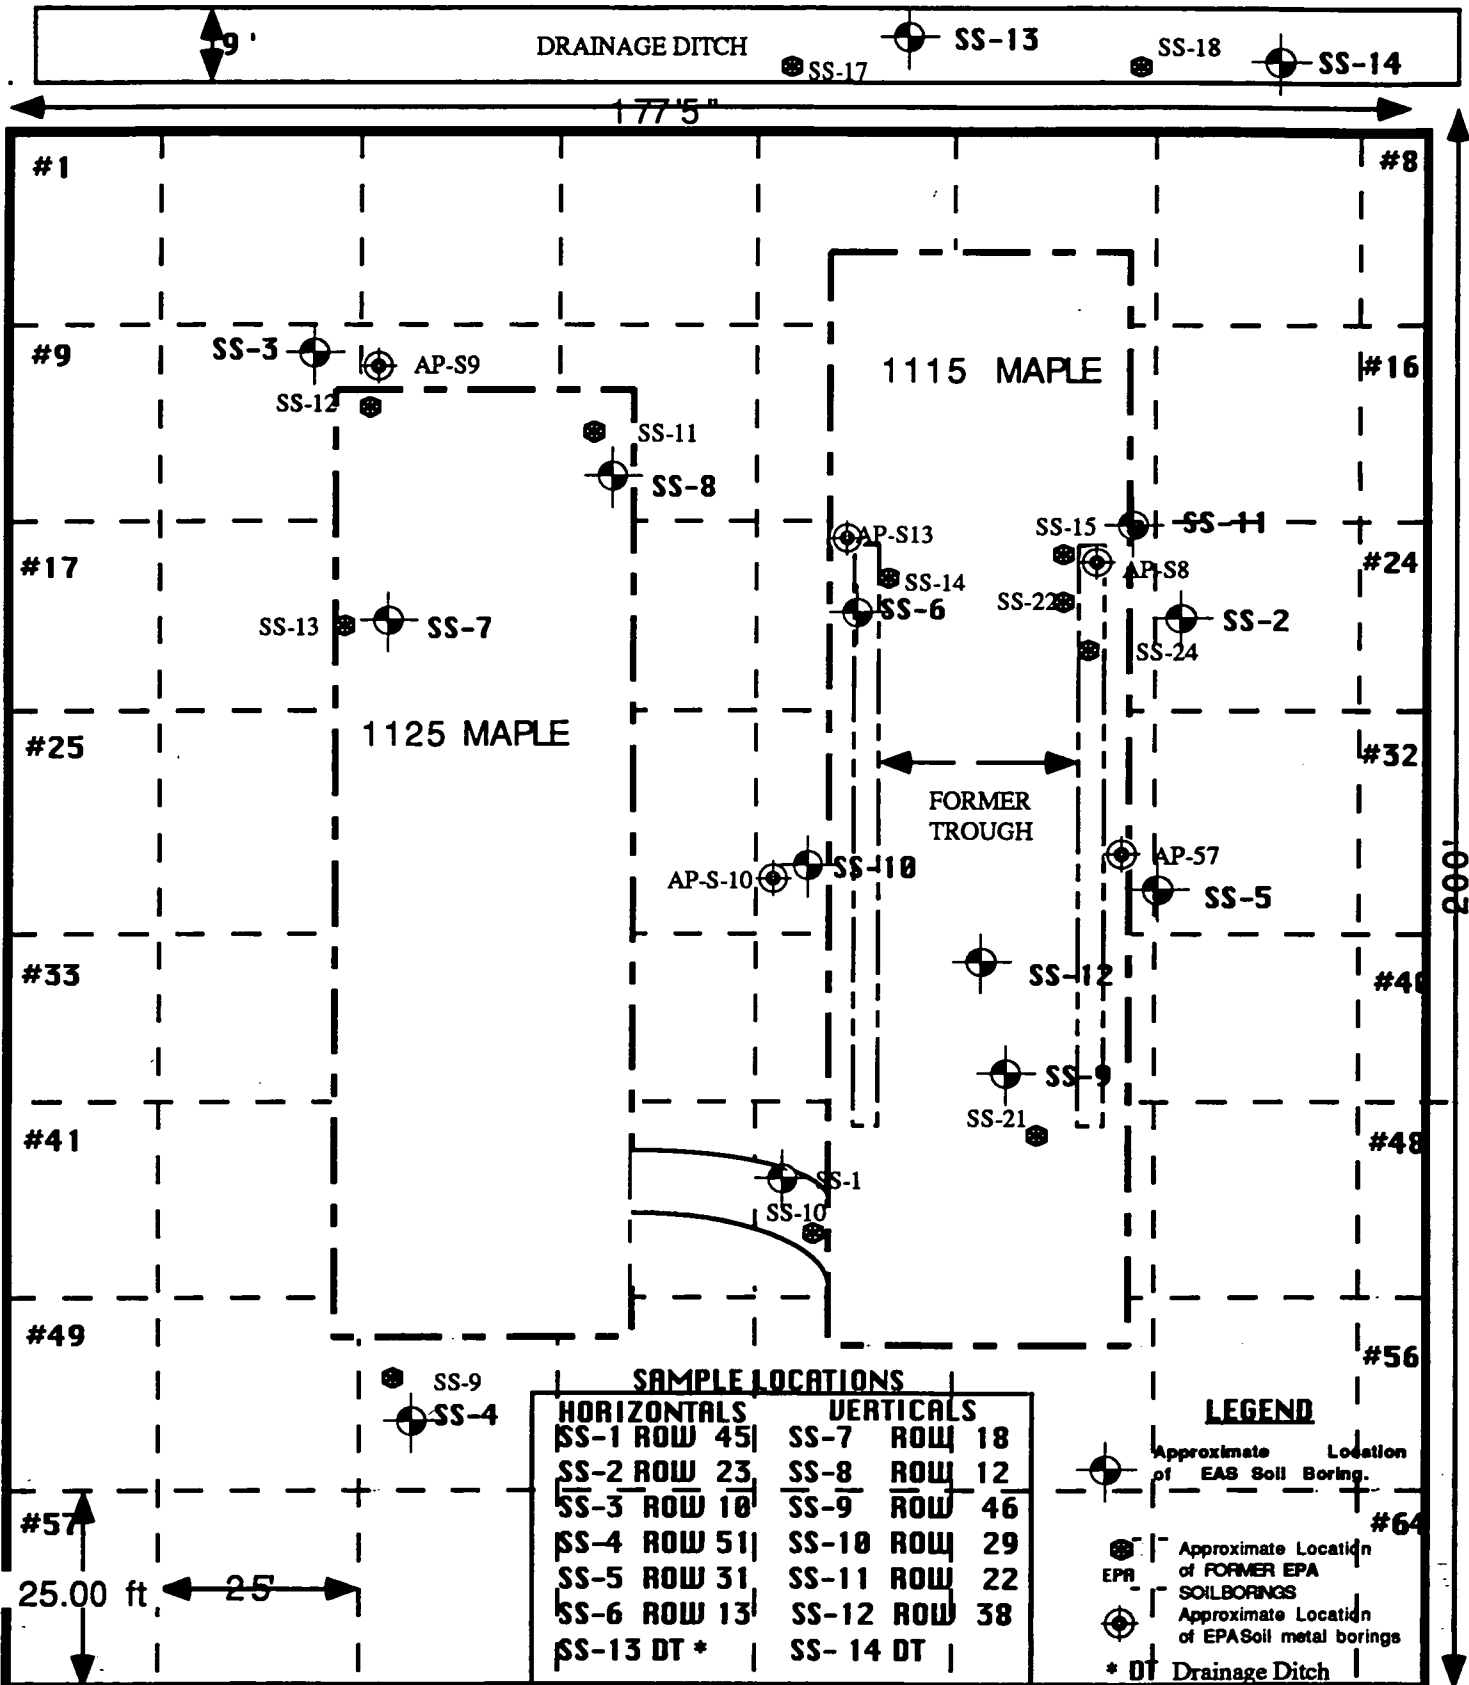 9 '
DRAINAGE DITCH
SS-13
SS-17
SS-18
SS-14
177'5"
#1
#8
#9
SS-3
AP-S9
1115 MAPLE
#16
SS-12
SS-11
SS-8
#17
AP-S13
SS-15
SS-11
#24
SS-14
AP-S8
SS-13
SS-7
SS-6
SS-22
SS-2
SS-24
#25
1125 MAPLE
#32
FORMER
TROUGH
AP-S-10
SS-10
AP-57
SS-5
200'
#33
SS-12
#40
SS-9
SS-21
#41
#48
SS-1
SS-10
#49
#56
SS-9
SS-4
SAMPLE LOCATIONS
HORIZONTALS VERTICALS
SS-1 ROW 45 SS-7 ROW 18
SS-2 ROW 23 SS-8 ROW 12
SS-3 ROW 10 SS-9 ROW 46
SS-4 ROW 51 SS-10 ROW 29
SS-5 ROW 31 SS-11 ROW 22
SS-6 ROW 13 SS-12 ROW 38
SS-13 DT * SS- 14 DT
LEGEND
Approximate Location
of EAS Soil Boring.
#57
#64
25.00 ft
25'
EPA
Approximate Location
of FORMER EPA
SOILBORINGS
Approximate Location
of EPASoil metal borings
* DT Drainage Ditch